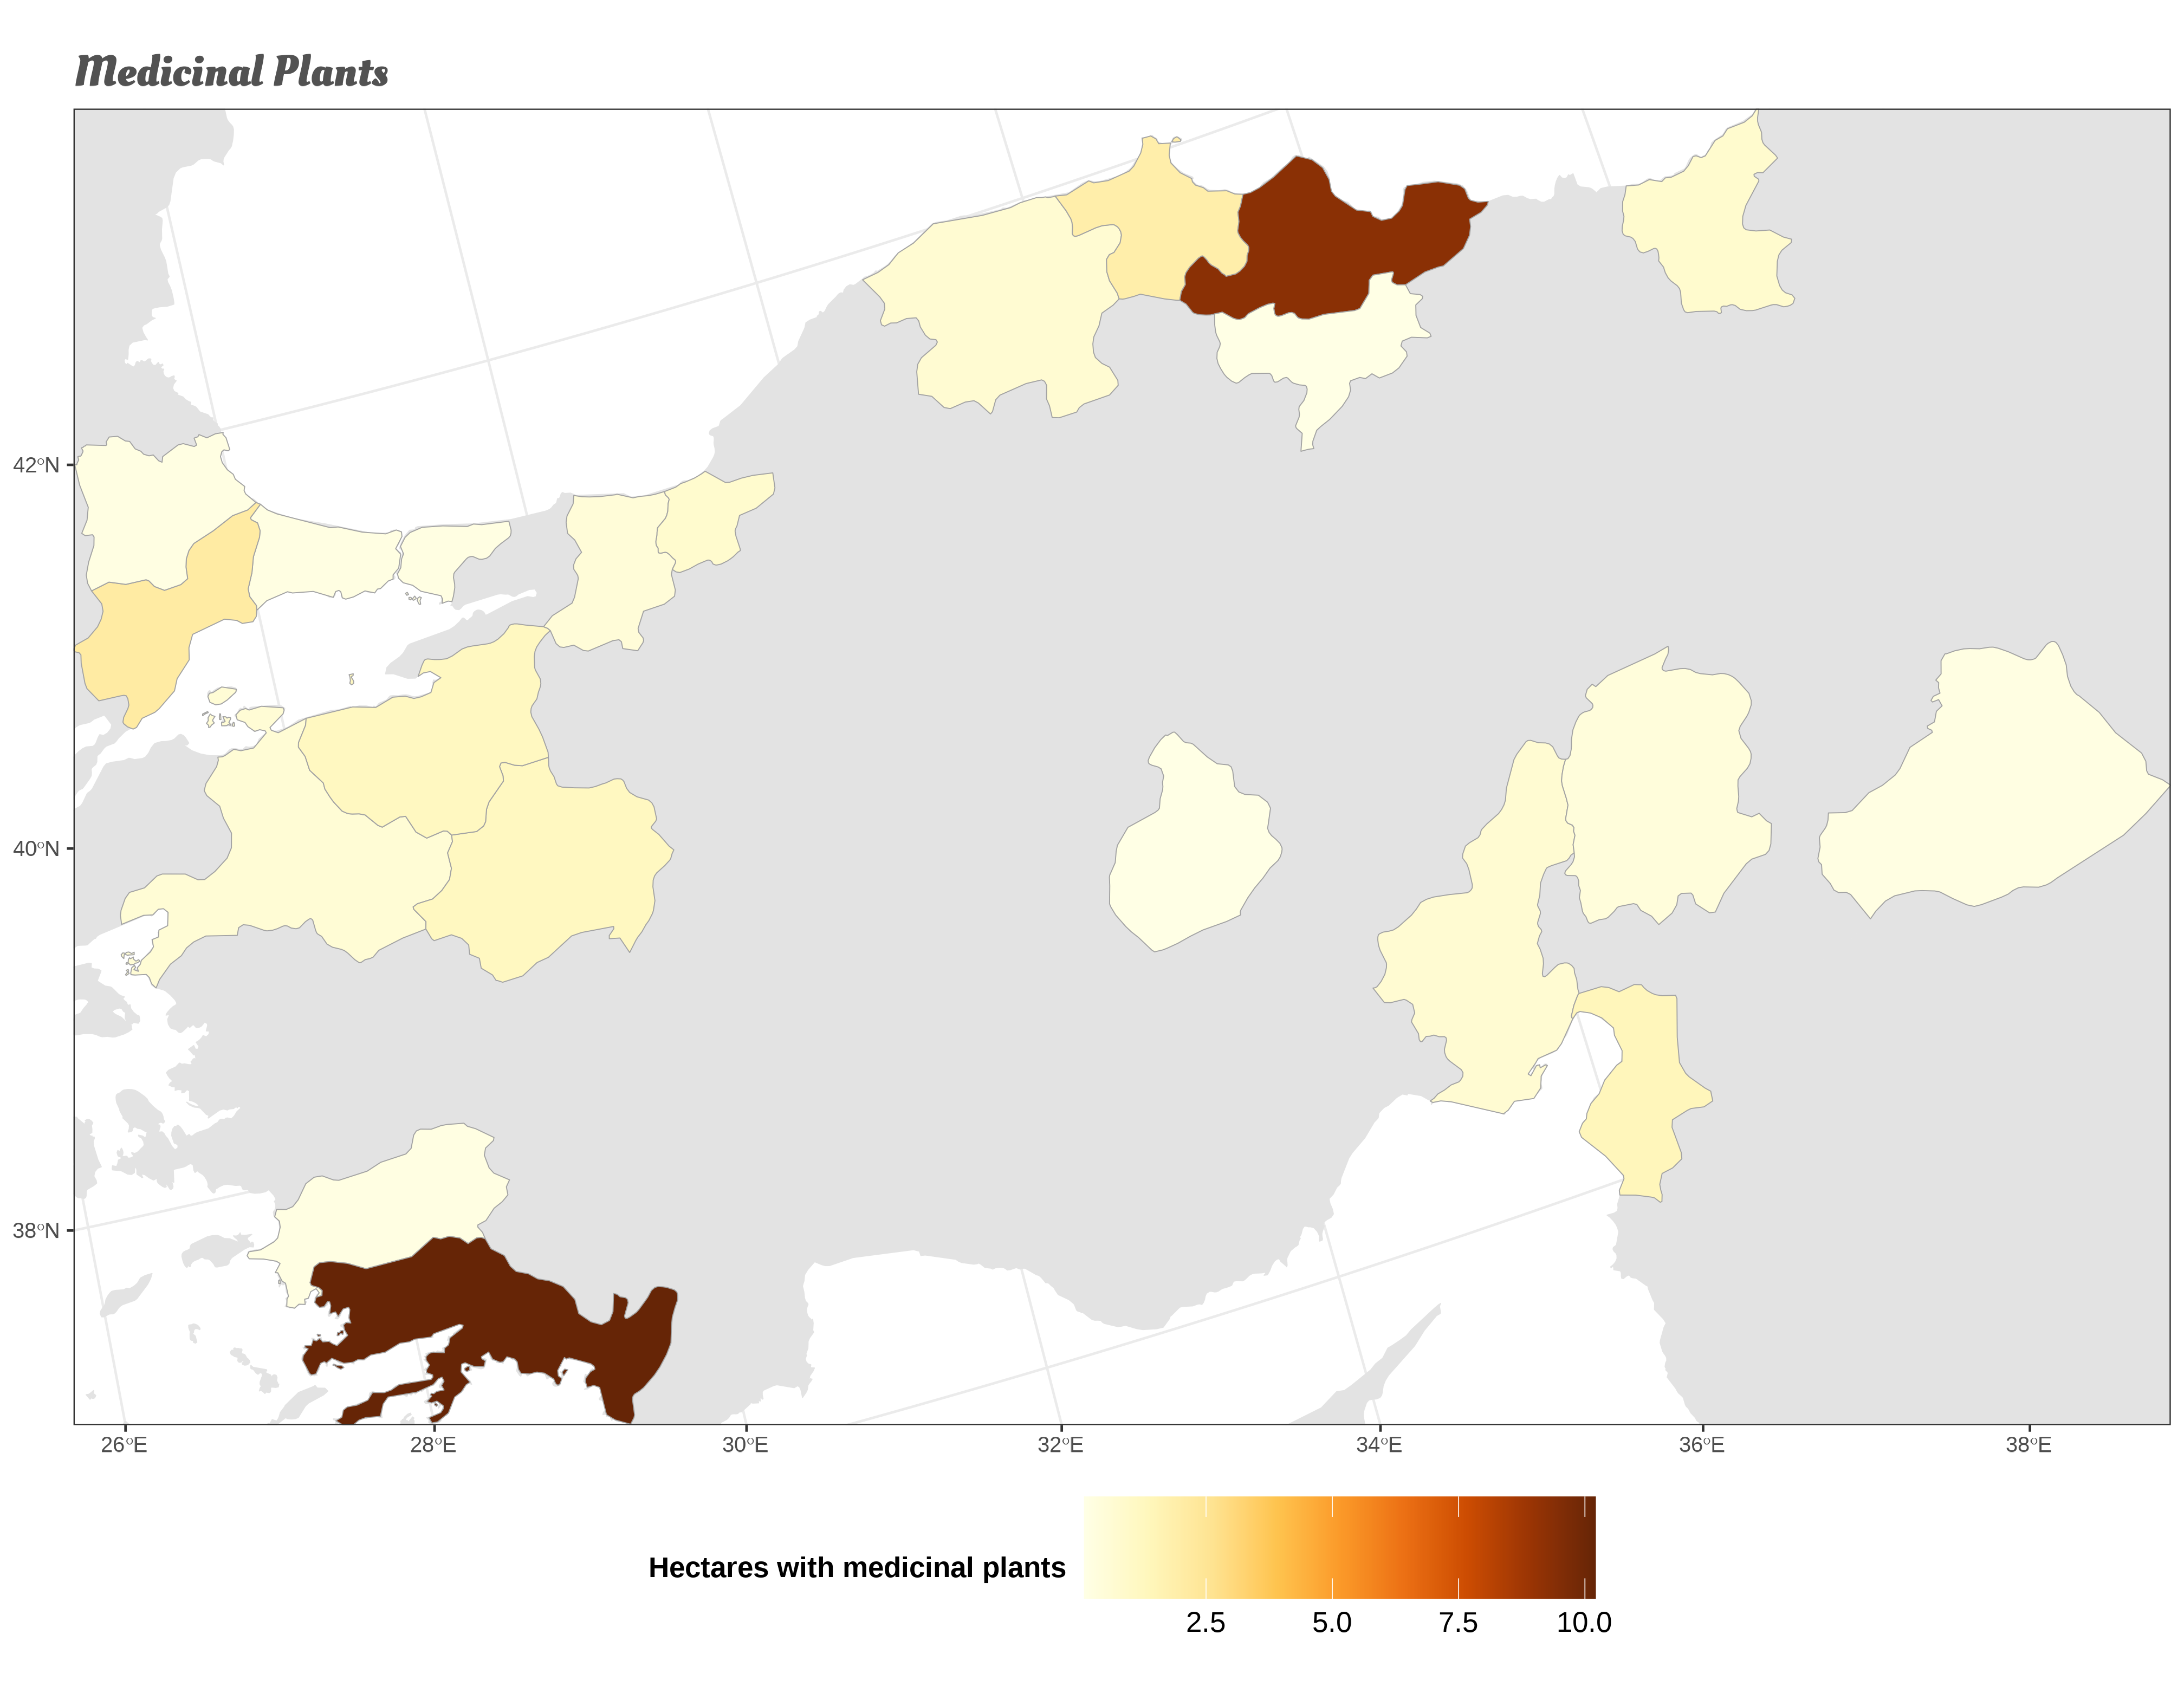 Medicinal Plants
42°N
40°N
38°N
26°E 28°E 30°E 32°E 34°E 36°E 38°E
Hectares with medicinal plants
2.5 5.0 7.5 10.0